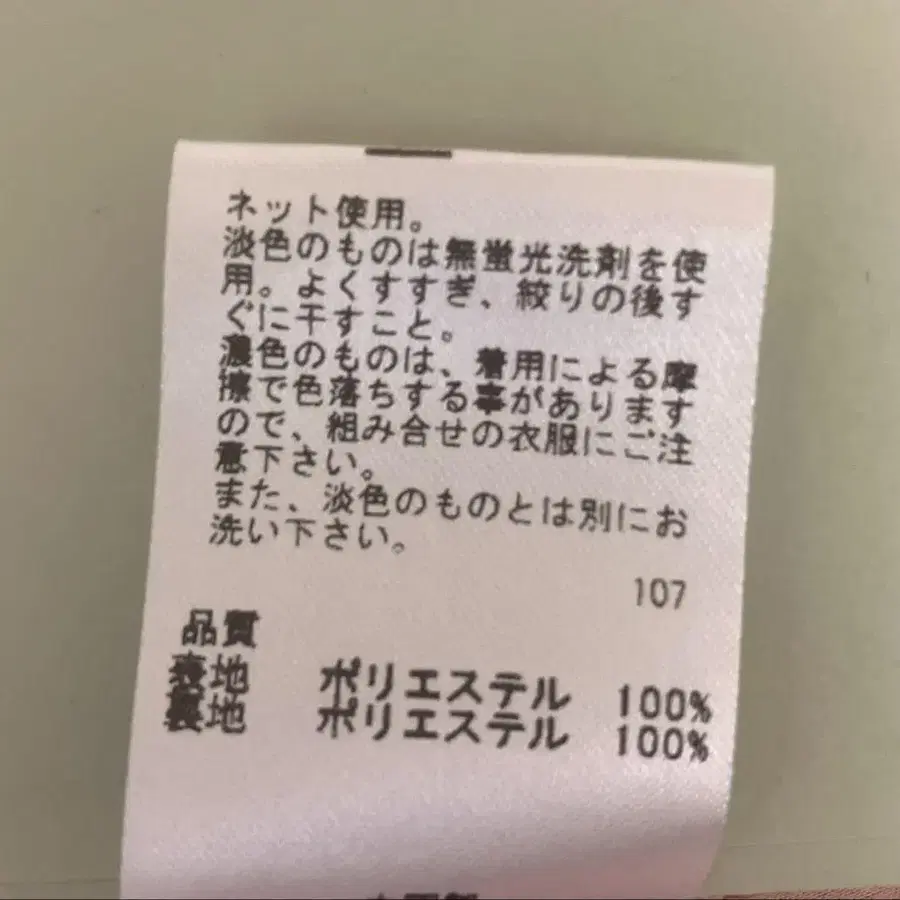 ネット使用。
淡色のものは無蛍光洗剤を使
用。よくすすぎ、絞りの後す
ぐに干すこと。
濃色のものは、着用による摩
擦で色落ちする事があります
ので、組み合せの衣服にご注
意下さい。
また、淡色のものとは別にお
洗い下さい。
107
品質
表地 ポリエステル 100%
裏地 ポリエステル 100%